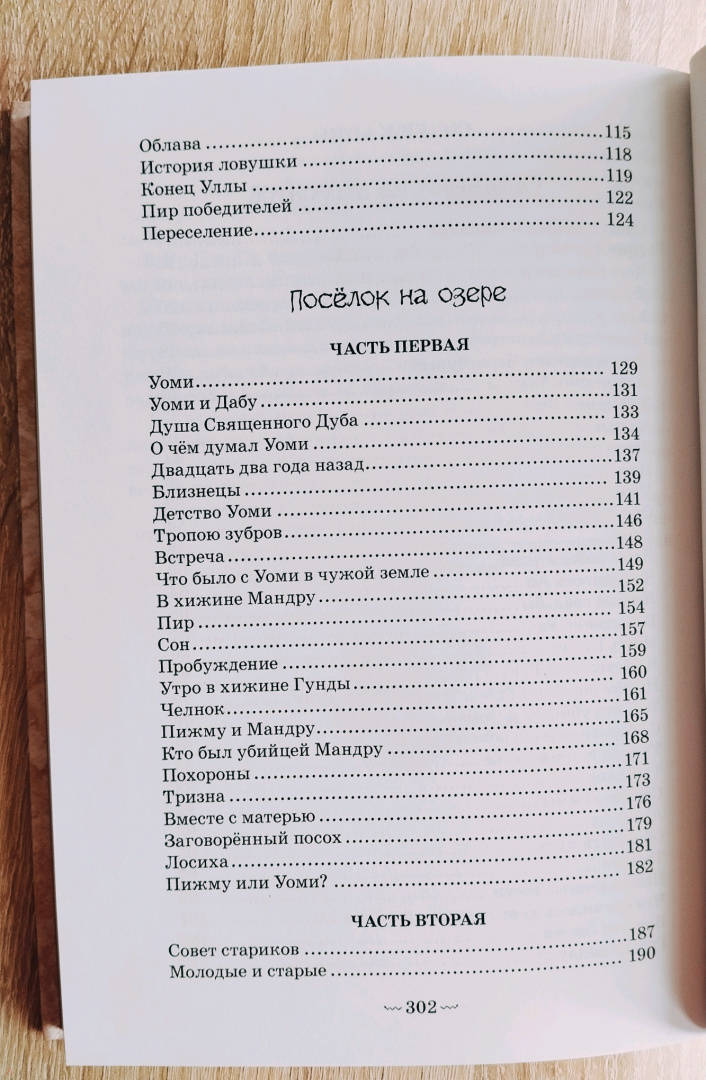 Облава 115
История ловушки 118
Конец Уллы 119
Пир победителей 122
Переселение 124
Посёлок на озере
ЧАСТЬ ПЕРВАЯ
Уоми 129
Уоми и Дабу 131
Душа Священного Дуба 133
О чём думал Уоми 134
Двадцать два года назад 137
Близнецы 139
Детство Уоми 141
Тропою зубров 146
Встреча 148
Что было с Уоми в чужой земле 149
В хижине Мандру 152
Пир 154
Сон 157
Пробуждение 159
Утро в хижине Гунды 160
Челнок 161
Пижму и Мандру 165
Кто был убийцей Мандру 168
Похороны 171
Тризна 173
Вместе с матерью 176
Заговорённый посох 179
Лосиха 181
Пижму или Уоми? 182
ЧАСТЬ ВТОРАЯ
Совет стариков 187
Молодые и старые 190
302